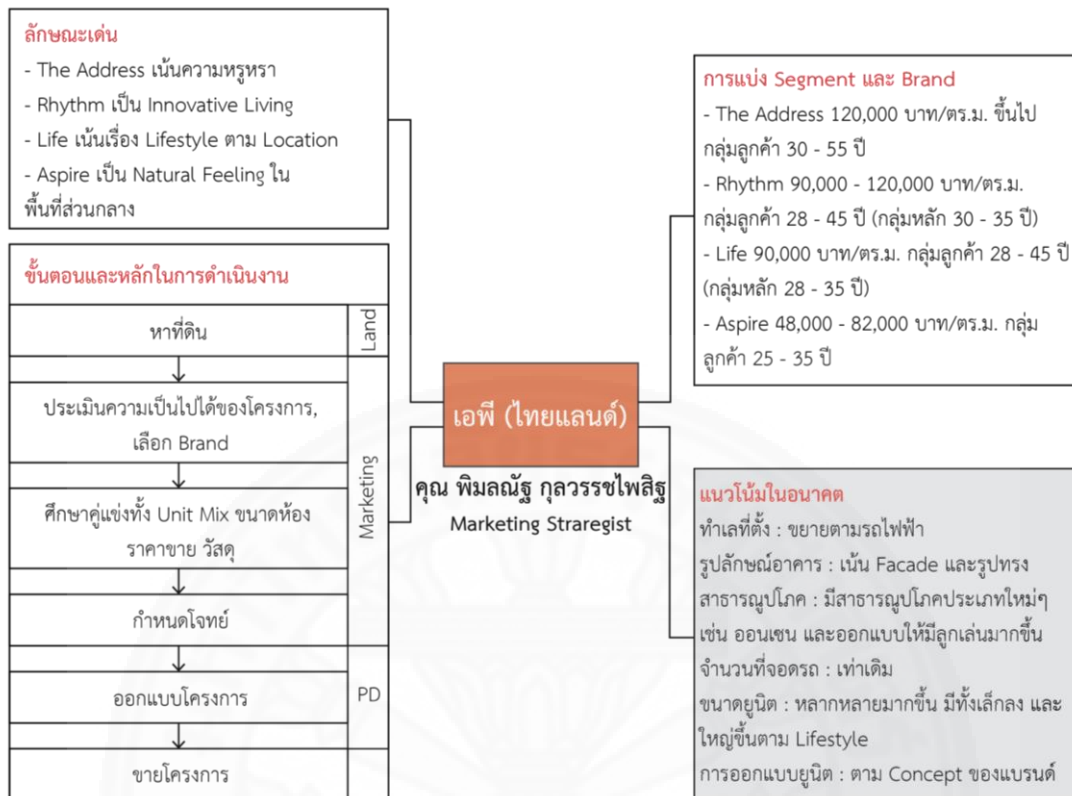 ลักษณะเด่น
- The Address เน้นความหรูหรา
- Rhythm เป็น Innovative Living
- Life เน้นเรื่อง Lifestyle ตาม Location
- Aspire เป็น Natural Feeling ใน
พื้นที่ส่วนกลาง
ขั้นตอนและหลักในการดำเนินงาน
หาที่ดิน
Land
ประเมินความเป็นไปได้ของโครงการ,
เลือก Brand
ศึกษาคู่แข่งทั้ง Unit Mix ขนาดห้อง
ราคาขาย วัสดุ
กำหนดโจทย์
Marketing
ออกแบบโครงการ
PD
ขายโครงการ
เอพี (ไทยแลนด์)
คุณ พิมลณัฐ กุลวรรชไพสิฐ
Marketing Straregist
การแบ่ง Segment และ Brand
- The Address 120,000 บาท/ตร.ม. ขึ้นไป
กลุ่มลูกค้า 30 - 55 ปี
- Rhythm 90,000 - 120,000 บาท/ตร.ม.
กลุ่มลูกค้า 28 - 45 ปี (กลุ่มหลัก 30 - 35 ปี)
- Life 90,000 บาท/ตร.ม. กลุ่มลูกค้า 28 - 45 ปี
(กลุ่มหลัก 28 - 35 ปี)
- Aspire 48,000 - 82,000 บาท/ตร.ม. กลุ่ม
ลูกค้า 25 - 35 ปี
แนวโน้มในอนาคต
ทำเลที่ตั้ง : ขยายตามรถไฟฟ้า
รูปลักษณ์อาคาร : เน้น Facade และรูปทรง
สาธารณูปโภค : มีสาธารณูปโภคประเภทใหม่ๆ
เช่น ออนเซน และออกแบบให้มีลูกเล่นมากขึ้น
จำนวนที่จอดรถ : เท่าเดิม
ขนาดยูนิต : หลากหลายมากขึ้น มีทั้งเล็กลง และ
ใหญ่ขึ้นตาม Lifestyle
การออกแบบยูนิต : ตาม Concept ของแบรนด์